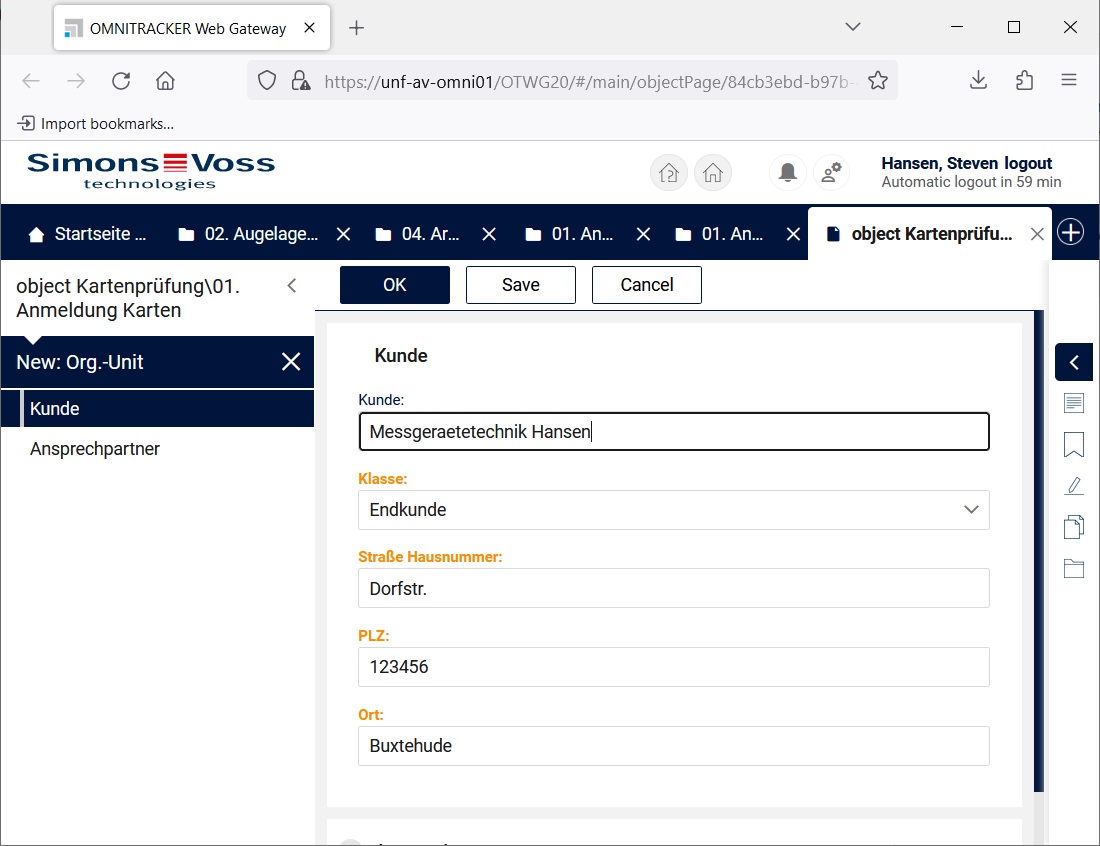 OMNITRACKER Web Gateway
https://unf-av-omni01/OTWG20/#/main/objectPage/84cb3ebd-b97b-
Import bookmarks...
Simons Voss
technologies
Hansen, Steven logout
Automatic logout in 59 min
Startseite ...
02. Augelage...
04. Ar...
01. An...
01. An...
object Kartenprüfu...
object Kartenprüfung\01.
Anmeldung Karten
New: Org.-Unit
Kunde
Ansprechpartner
OK
Save
Cancel
Kunde
Kunde:
Messgeraetetechnik Hansen
Klasse:
Endkunde
Straße Hausnummer:
Dorfstr.
PLZ:
123456
Ort:
Buxtehude